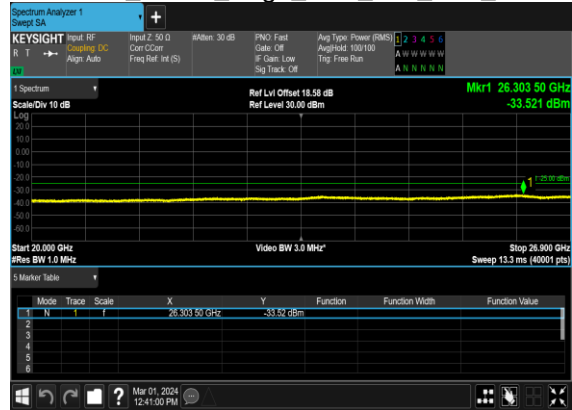 Spectrum Analyzer 1
Swept SA
+
KEYSIGHT Input: RF Input Z: 50 Ω #Atten: 30 dB PNO: Fast Avg Type: Power (RMS) 1 2 3 4 5 6
R T Coupling: DC Corr CCorr Gate: Off Avg|Hold: 100/100 A W W W W W
Align: Auto Freq Ref: Int (S) IF Gain: Low Trig: Free Run
Sig Track: Off A N N N N N
1 Spectrum Ref Lvl Offset 18.58 dB Mkr1 26.303 50 GHz
Scale/Div 10 dB Ref Level 30.00 dBm -33.521 dBm
Log
20.0
10.0
0.00
-10.0
-20.0
-30.0
-40.0
-50.0
-60.0
1
-25.00 dBm
Start 20.000 GHz Video BW 3.0 MHz* Stop 26.900 GHz
#Res BW 1.0 MHz Sweep 13.3 ms (40001 pts)
5 Marker Table
Mode Trace Scale X Y Function Function Width Function Value
1 N 1 f 26.303 50 GHz -33.52 dBm
2
3
4
5
6
? Mar 01, 2024
12:41:00 PM